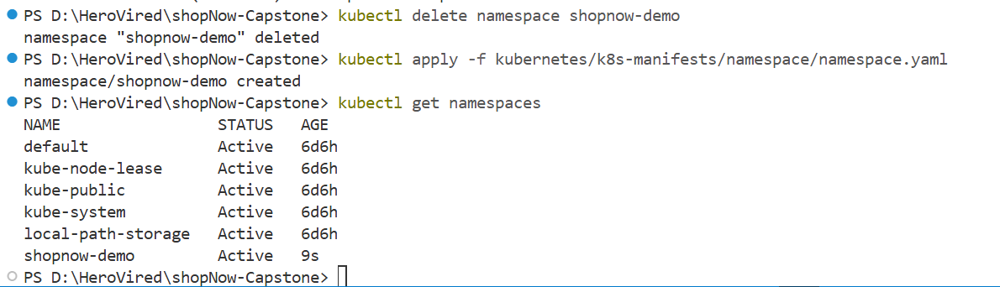 PS D:\HeroVired\shopNow-Capstone> kubectl delete namespace shopnow-demo
namespace "shopnow-demo" deleted
PS D:\HeroVired\shopNow-Capstone> kubectl apply -f kubernetes/k8s-manifests/namespace/namespace.yaml
namespace/shopnow-demo created
PS D:\HeroVired\shopNow-Capstone> kubectl get namespaces
NAME STATUS AGE
default Active 6d6h
kube-node-lease Active 6d6h
kube-public Active 6d6h
kube-system Active 6d6h
local-path-storage Active 6d6h
shopnow-demo Active 9s
PS D:\HeroVired\shopNow-Capstone>